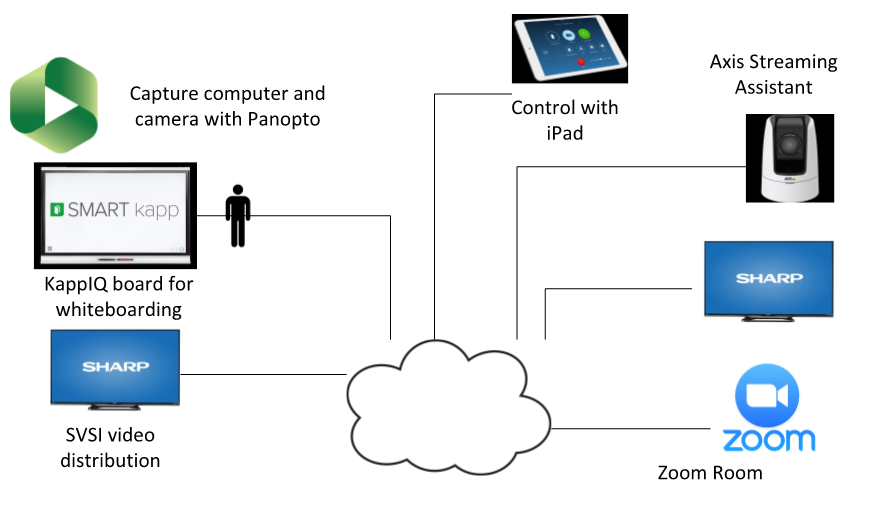 Capture computer and
camera with Panopto
SMART kapp
KappIQ board for
whiteboarding
SHARP
SVSI video
distribution
Control with
iPad
Axis Streaming
Assistant
SHARP
zoom
Zoom Room